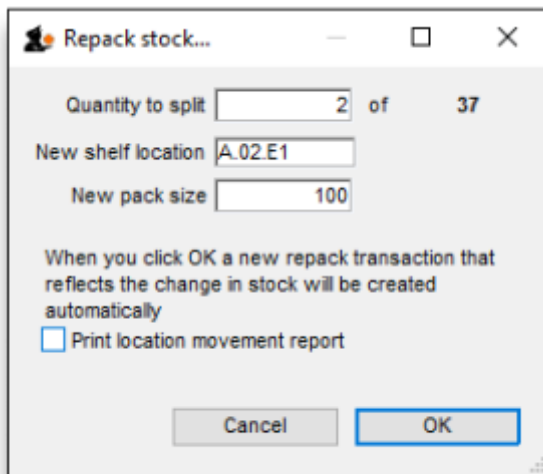 Repack stock...
Quantity to split 2 of 37
New shelf location A.02.E1
New pack size 100
When you click OK a new repack transaction that
reflects the change in stock will be created
automatically
Print location movement report
Cancel OK